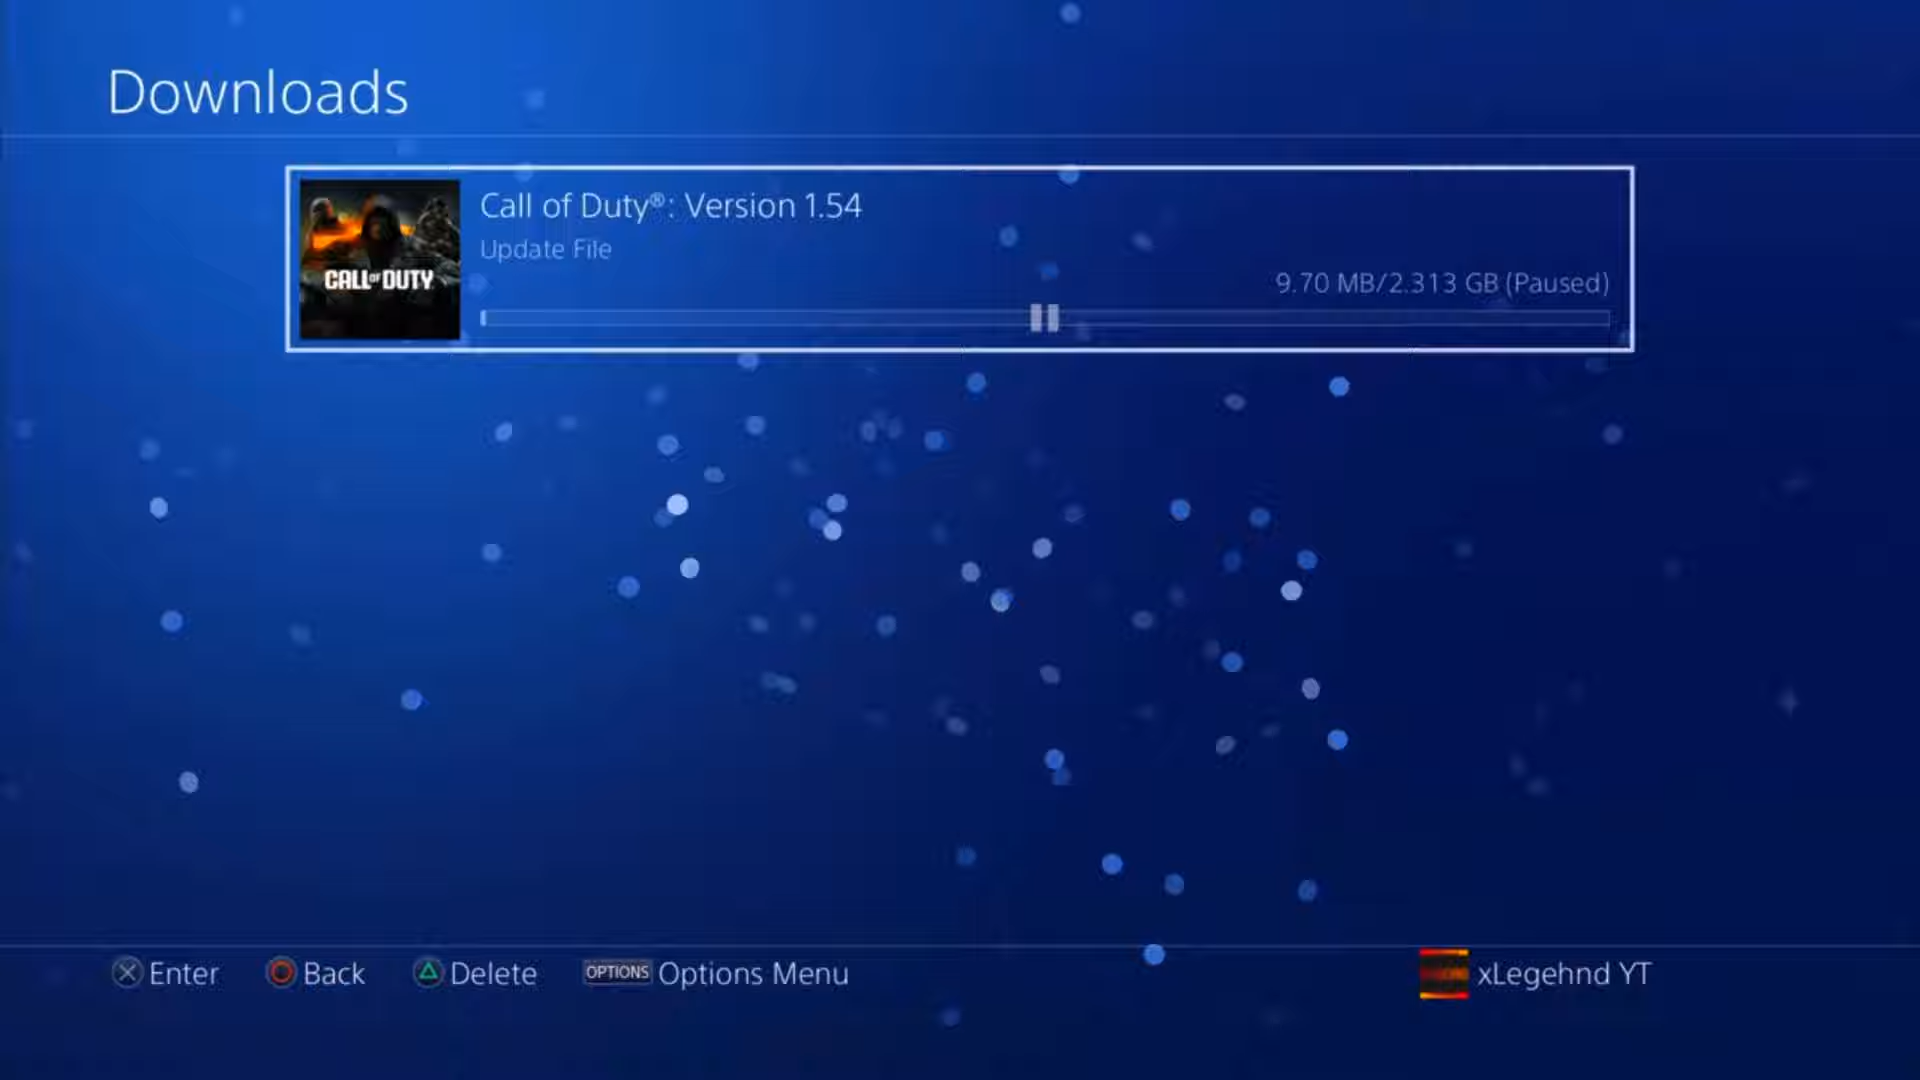 Downloads
Call of Duty®: Version 1.54
Update File
9.70 MB/2.313 GB (Paused)
CALL OF DUTY
Enter
Back
Delete
OPTIONS Options Menu
xLegehnd YT